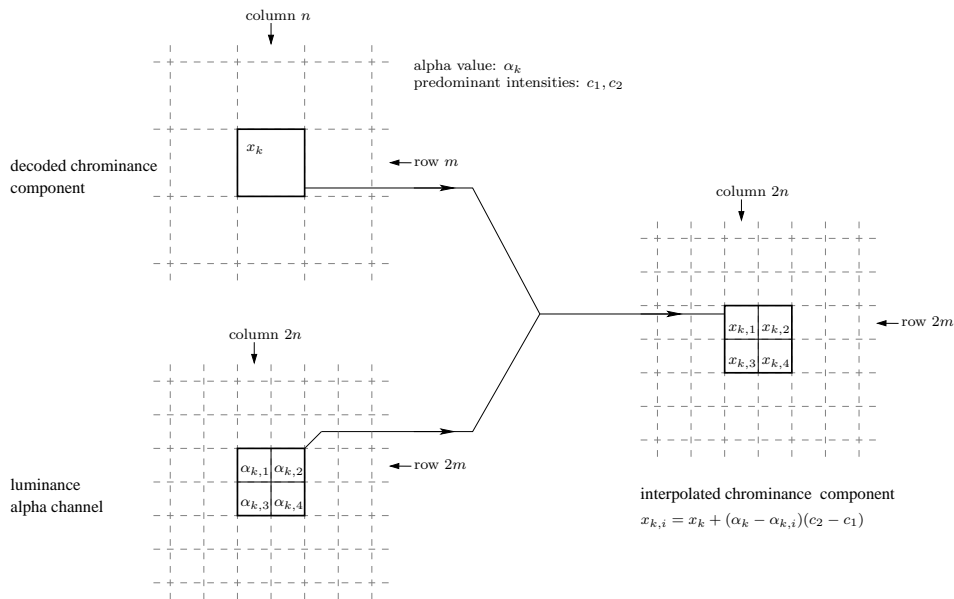 column n
alpha value: α_k
predominant intensities: c_1, c_2
x_k
row m
decoded chrominance
component
column 2n
x_{k,1} x_{k,2}
x_{k,3} x_{k,4}
row 2m
column 2n
α_{k,1} α_{k,2}
α_{k,3} α_{k,4}
row 2m
luminance
alpha channel
interpolated chrominance component
x_{k,i} = x_k + (α_k − α_{k,i})(c_2 − c_1)